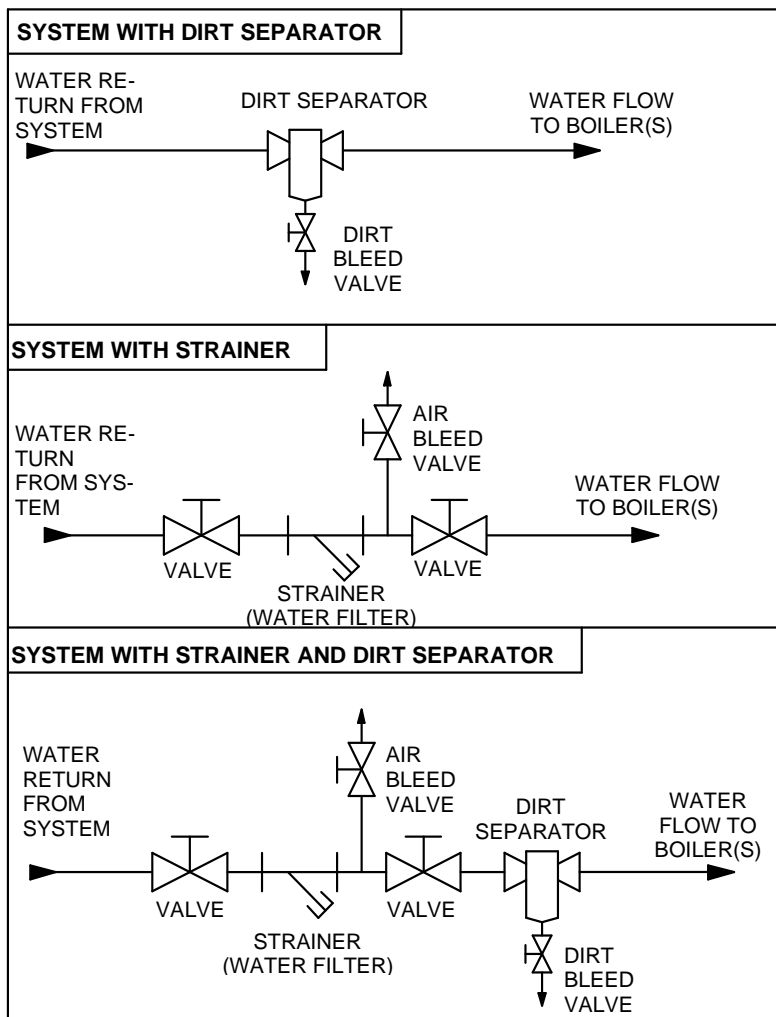 SYSTEM WITH DIRT SEPARATOR
WATER RE-
TURN FROM
SYSTEM
DIRT SEPARATOR
WATER FLOW
TO BOILER(S)
DIRT
BLEED
VALVE
SYSTEM WITH STRAINER
WATER RE-
TURN
FROM SYS-
TEM
AIR
BLEED
VALVE
WATER FLOW
TO BOILER(S)
VALVE
VALVE
STRAINER
(WATER FILTER)
SYSTEM WITH STRAINER AND DIRT SEPARATOR
WATER
RETURN
FROM
SYSTEM
AIR
BLEED
VALVE
DIRT
SEPARATOR
WATER
FLOW TO
BOILER(S)
VALVE
VALVE
STRAINER
(WATER FILTER)
DIRT
BLEED
VALVE